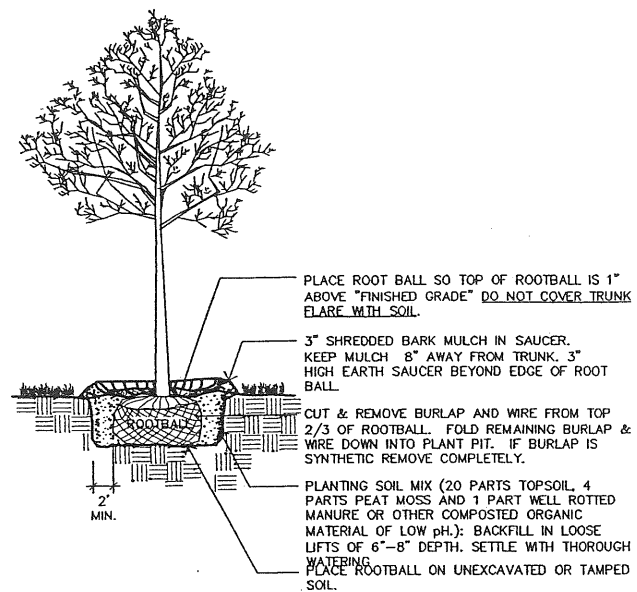 PLACE ROOT BALL SO TOP OF ROOTBALL IS 1"
ABOVE "FINISHED GRADE" DO NOT COVER TRUNK
FLARE WITH SOIL.
3" SHREDDED BARK MULCH IN SAUCER.
KEEP MULCH 8" AWAY FROM TRUNK. 3"
HIGH EARTH SAUCER BEYOND EDGE OF ROOT
BALL.
ROOTBALL
CUT & REMOVE BURLAP AND WIRE FROM TOP
2/3 OF ROOTBALL. FOLD REMAINING BURLAP &
WIRE DOWN INTO PLANT PIT. IF BURLAP IS
SYNTHETIC REMOVE COMPLETELY.
2'
MIN.
PLANTING SOIL MIX (20 PARTS TOPSOIL, 4
PARTS PEAT MOSS AND 1 PART WELL ROTTED
MANURE OR OTHER COMPOSTED ORGANIC
MATERIAL OF LOW pH.): BACKFILL IN LOOSE
LIFTS OF 6"-8" DEPTH. SETTLE WITH THOROUGH
WATERING
PLACE ROOTBALL ON UNEXCAVATED OR TAMPED
SOIL.